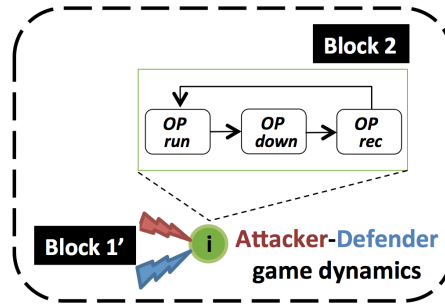 Block 2
OP run
OP down
OP rec
Block 1’
i
Attacker-Defender
game dynamics